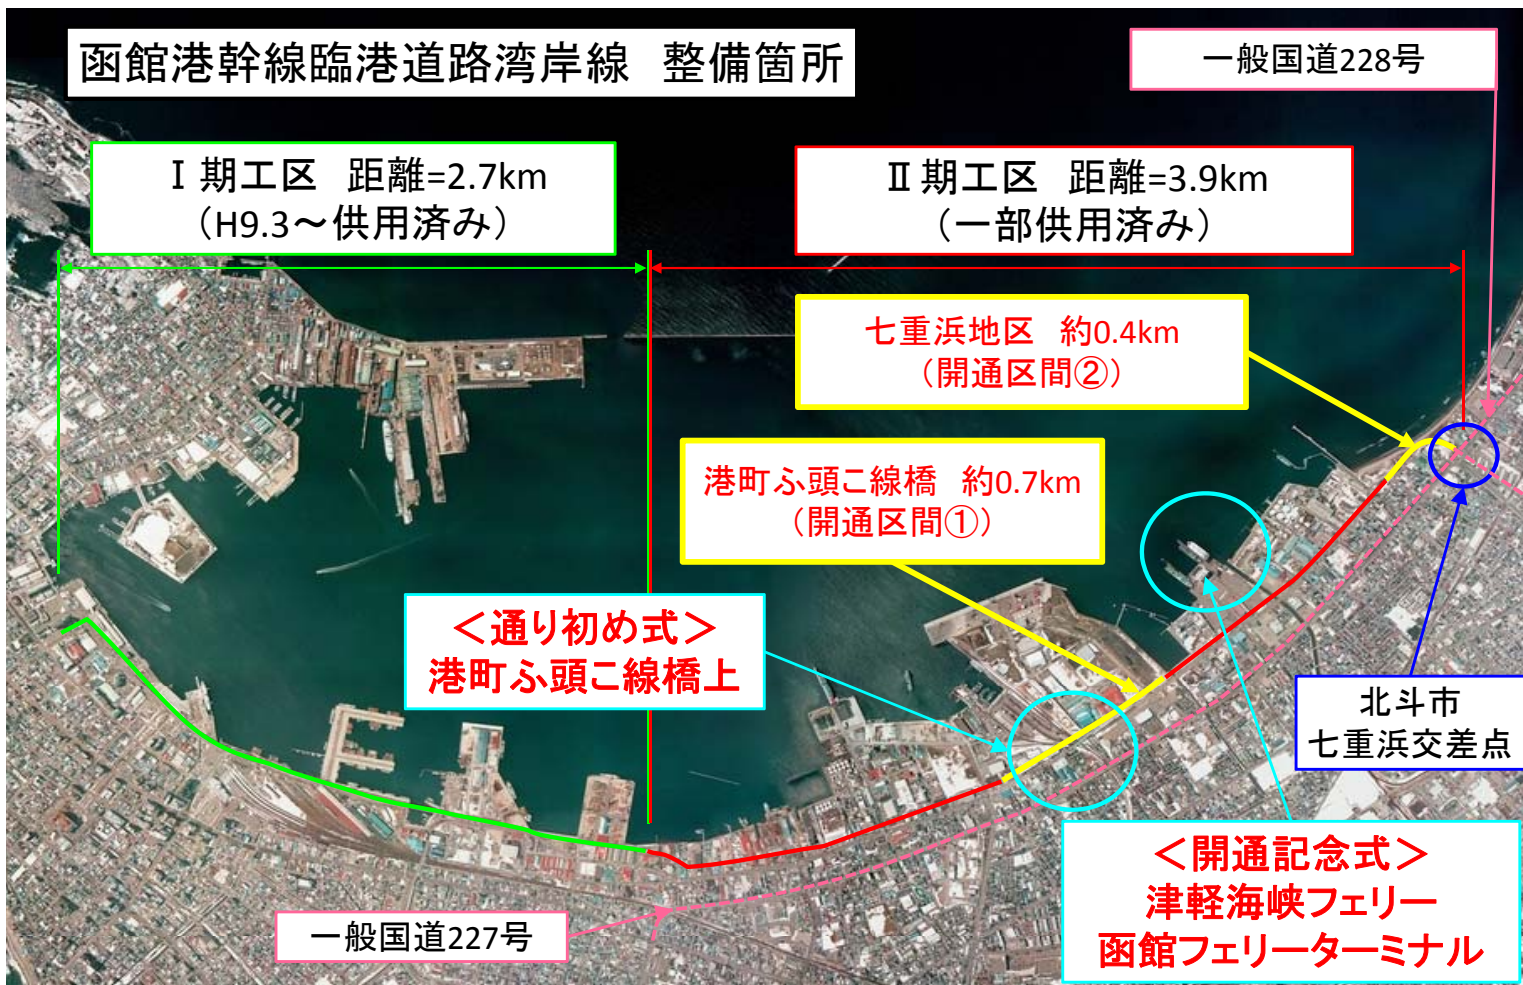 函館港幹線臨港道路湾岸線 整備箇所
一般国道228号
Ⅰ期工区 距離=2.7km
（H9.3～供用済み）
Ⅱ期工区 距離=3.9km
（一部供用済み）
七重浜地区 約0.4km
（開通区間②）
港町ふ頭こ線橋 約0.7km
（開通区間①）
＜通り初め式＞
港町ふ頭こ線橋上
北斗市
七重浜交差点
＜開通記念式＞
津軽海峡フェリー
函館フェリーターミナル
一般国道227号